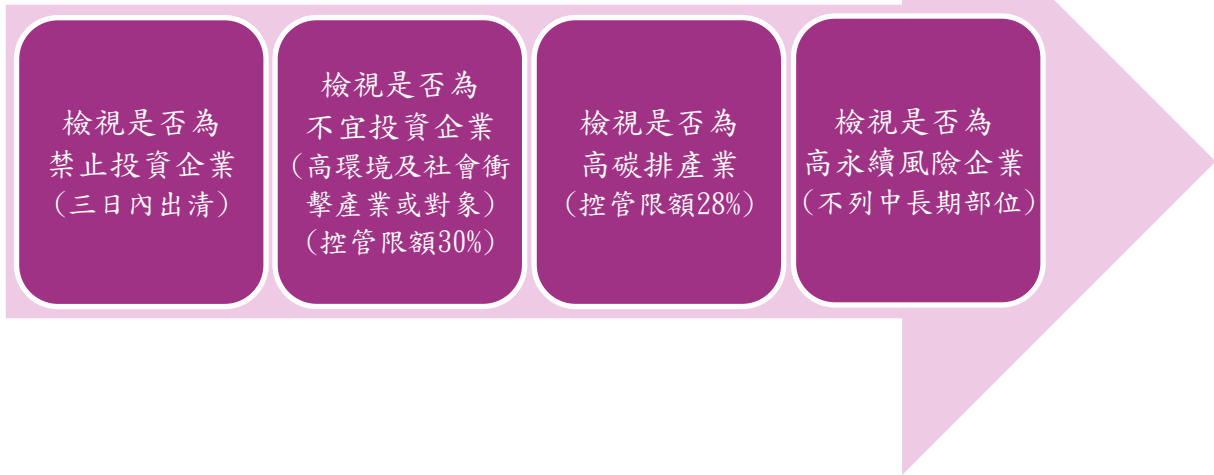 檢視是否為
禁止投資企業
(三日內出清)
檢視是否為
不宜投資企業
(高環境及社會衝
擊產業或對象)
(控管限額30%)
檢視是否為
高碳排產業
(控管限額28%)
檢視是否為
高永續風險企業
(不列中長期部位)